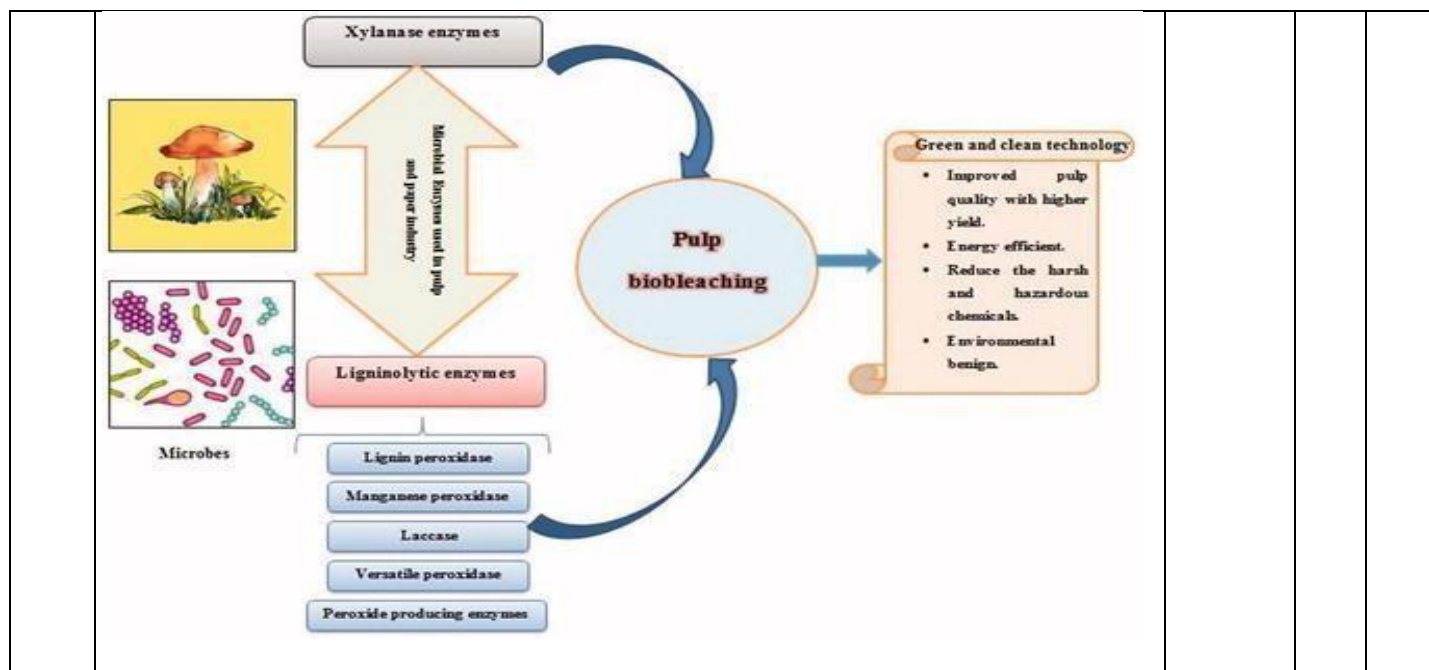 Xylanase enzymes
Microbial Enzymes used in pulp
and paper industry
Ligninolytic enzymes
Microbes
Lignin peroxidase
Manganese peroxidase
Laccase
Versatile peroxidase
Peroxide producing enzymes
Pulp
biobleaching
Green and clean technology
• Improved pulp
quality with higher
yield.
• Energy efficient.
• Reduce the harsh
and hazardous
chemicals.
• Environmental
benign.